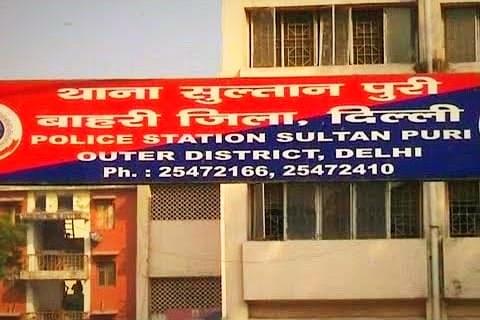 थाना सुल्तान पुरी
बाहरी जिला, दिल्ली
POLICE STATION SULTAN PURI
OUTER DISTRICT, DELHI
Ph. : 25472166, 25472410